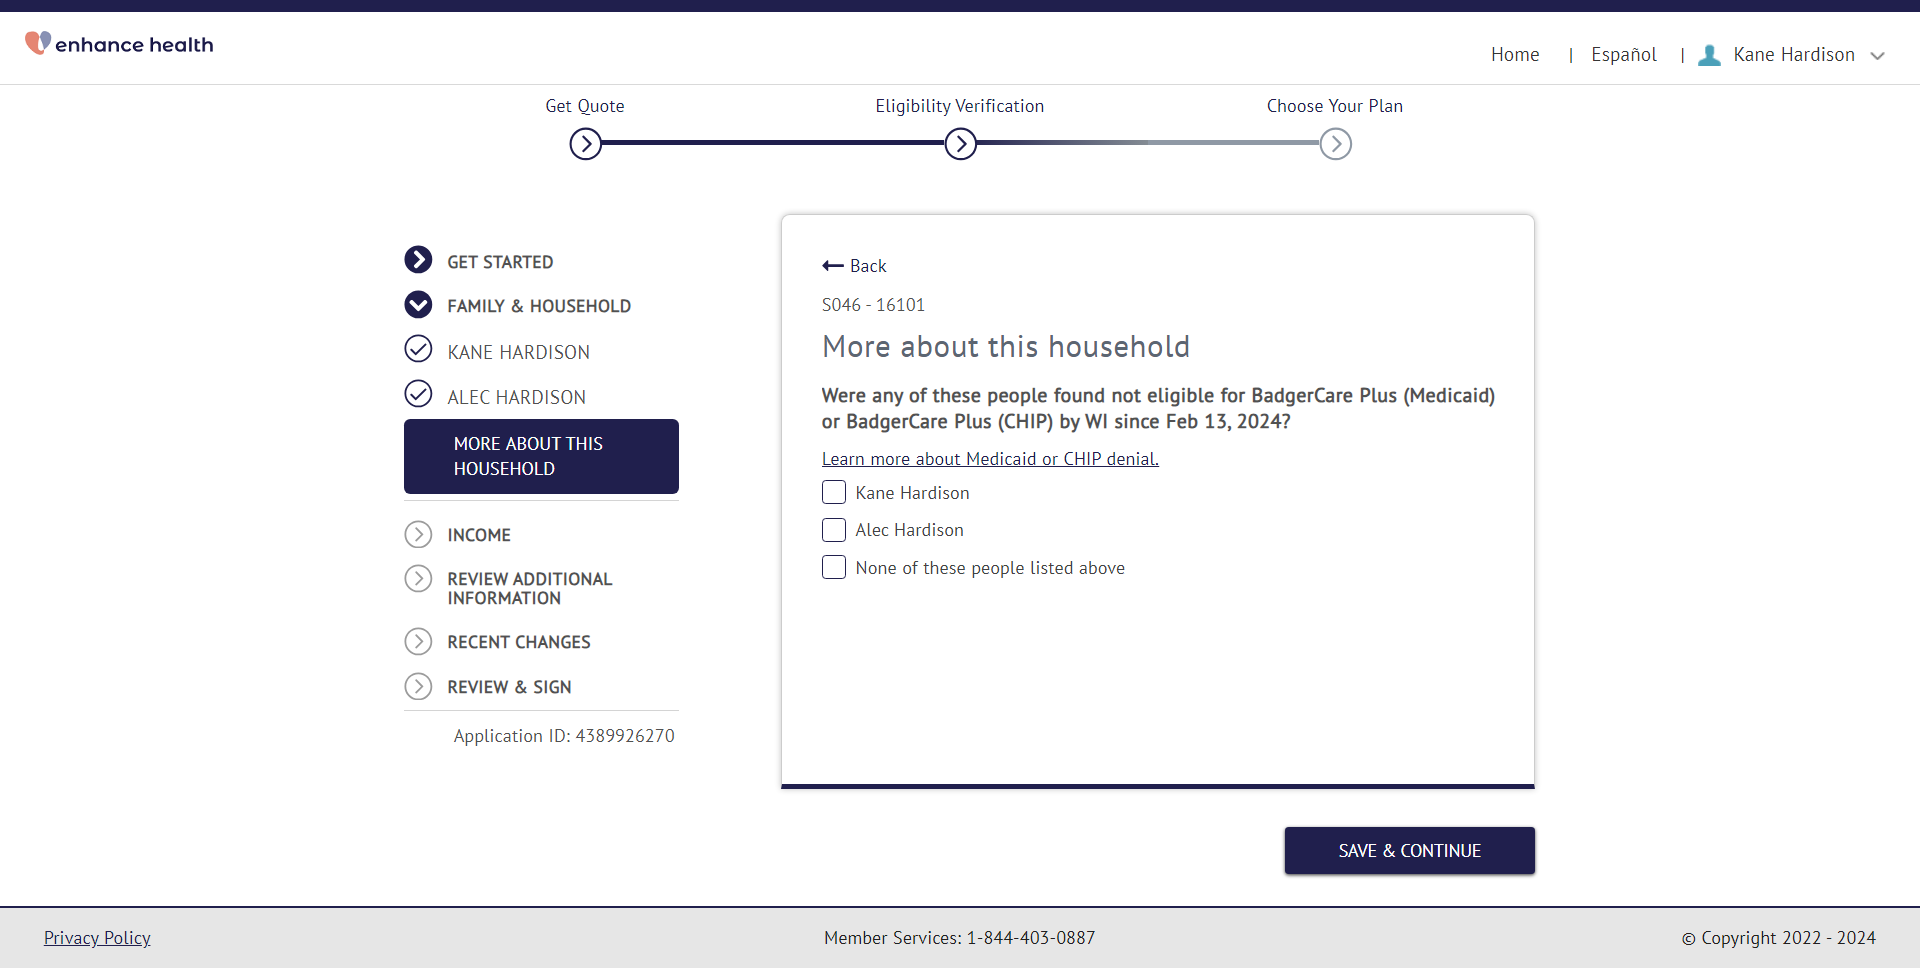 enhance health
Home | Español | Kane Hardison
Get Quote
Eligibility Verification
Choose Your Plan
GET STARTED
FAMILY & HOUSEHOLD
KANE HARDISON
ALEC HARDISON
MORE ABOUT THIS
HOUSEHOLD
INCOME
REVIEW ADDITIONAL
INFORMATION
RECENT CHANGES
REVIEW & SIGN
Application ID: 4389926270
Back
S046 - 16101
More about this household
Were any of these people found not eligible for BadgerCare Plus (Medicaid)
or BadgerCare Plus (CHIP) by WI since Feb 13, 2024?
Learn more about Medicaid or CHIP denial.
Kane Hardison
Alec Hardison
None of these people listed above
SAVE & CONTINUE
Privacy Policy
Member Services: 1-844-403-0887
© Copyright 2022 - 2024